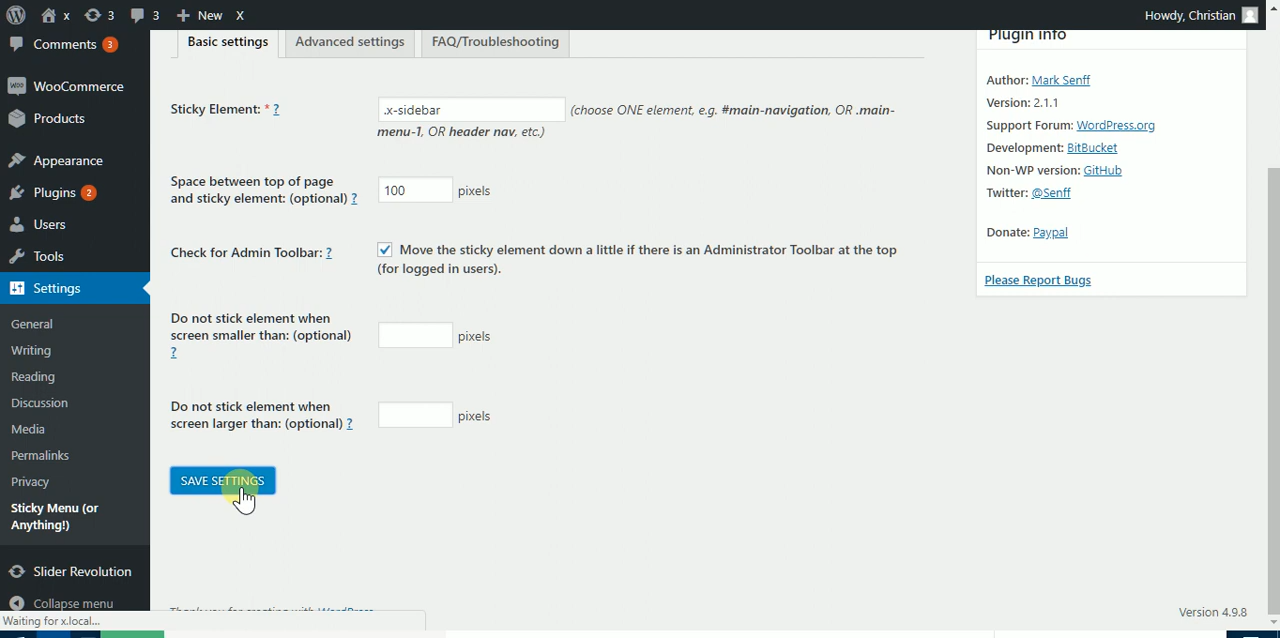 x 3 3 New X Howdy, Christian
Comments 3
WooCommerce
Products
Appearance
Plugins 2
Users
Tools
Settings
General
Writing
Reading
Discussion
Media
Permalinks
Privacy
Sticky Menu (or
Anything!)
Slider Revolution
Collapse menu
Waiting for x.local...
Basic settings Advanced settings FAQ/Troubleshooting
Sticky Element: * ? .x-sidebar (choose ONE element, e.g. #main-navigation, OR .main-
menu-1, OR header nav, etc.)
Space between top of page
and sticky element: (optional) ? 100 pixels
Check for Admin Toolbar: ? Move the sticky element down a little if there is an Administrator Toolbar at the top
(for logged in users).
Do not stick element when
screen smaller than: (optional) pixels
?
Do not stick element when
screen larger than: (optional) ? pixels
SAVE SETTINGS
Thank you for creating with WordPress
Version 4.9.8
Plugin info
Author: Mark Senff
Version: 2.1.1
Support Forum: WordPress.org
Development: BitBucket
Non-WP version: GitHub
Twitter: @Senff
Donate: Paypal
Please Report Bugs